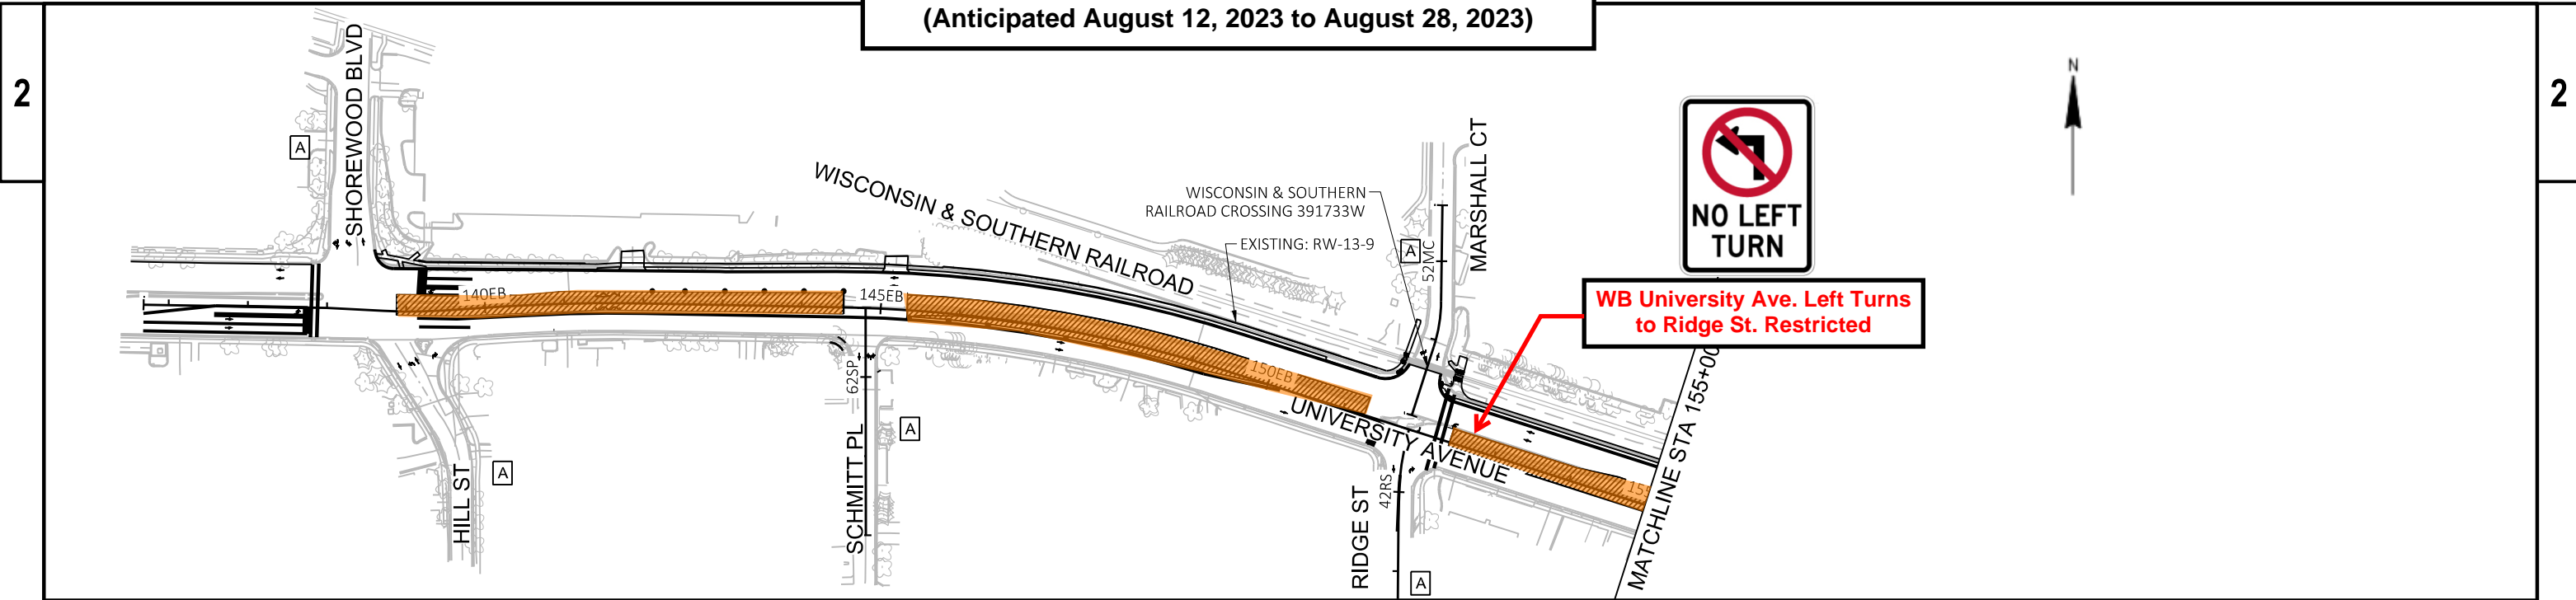 (Anticipated August 12, 2023 to August 28, 2023)
2
2
N
SHOREWOOD BLVD
A
WISCONSIN & SOUTHERN RAILROAD
WISCONSIN & SOUTHERN
RAILROAD CROSSING 391733W
EXISTING: RW-13-9
A
52MC
MARSHALL CT
NO LEFT
TURN
WB University Ave. Left Turns
to Ridge St. Restricted
140EB
145EB
150EB
UNIVERSITY AVENUE
62SP
SCHMITT PL
A
HILL ST
A
RIDGE ST
42RS
A
MATCHLINE STA 155+00